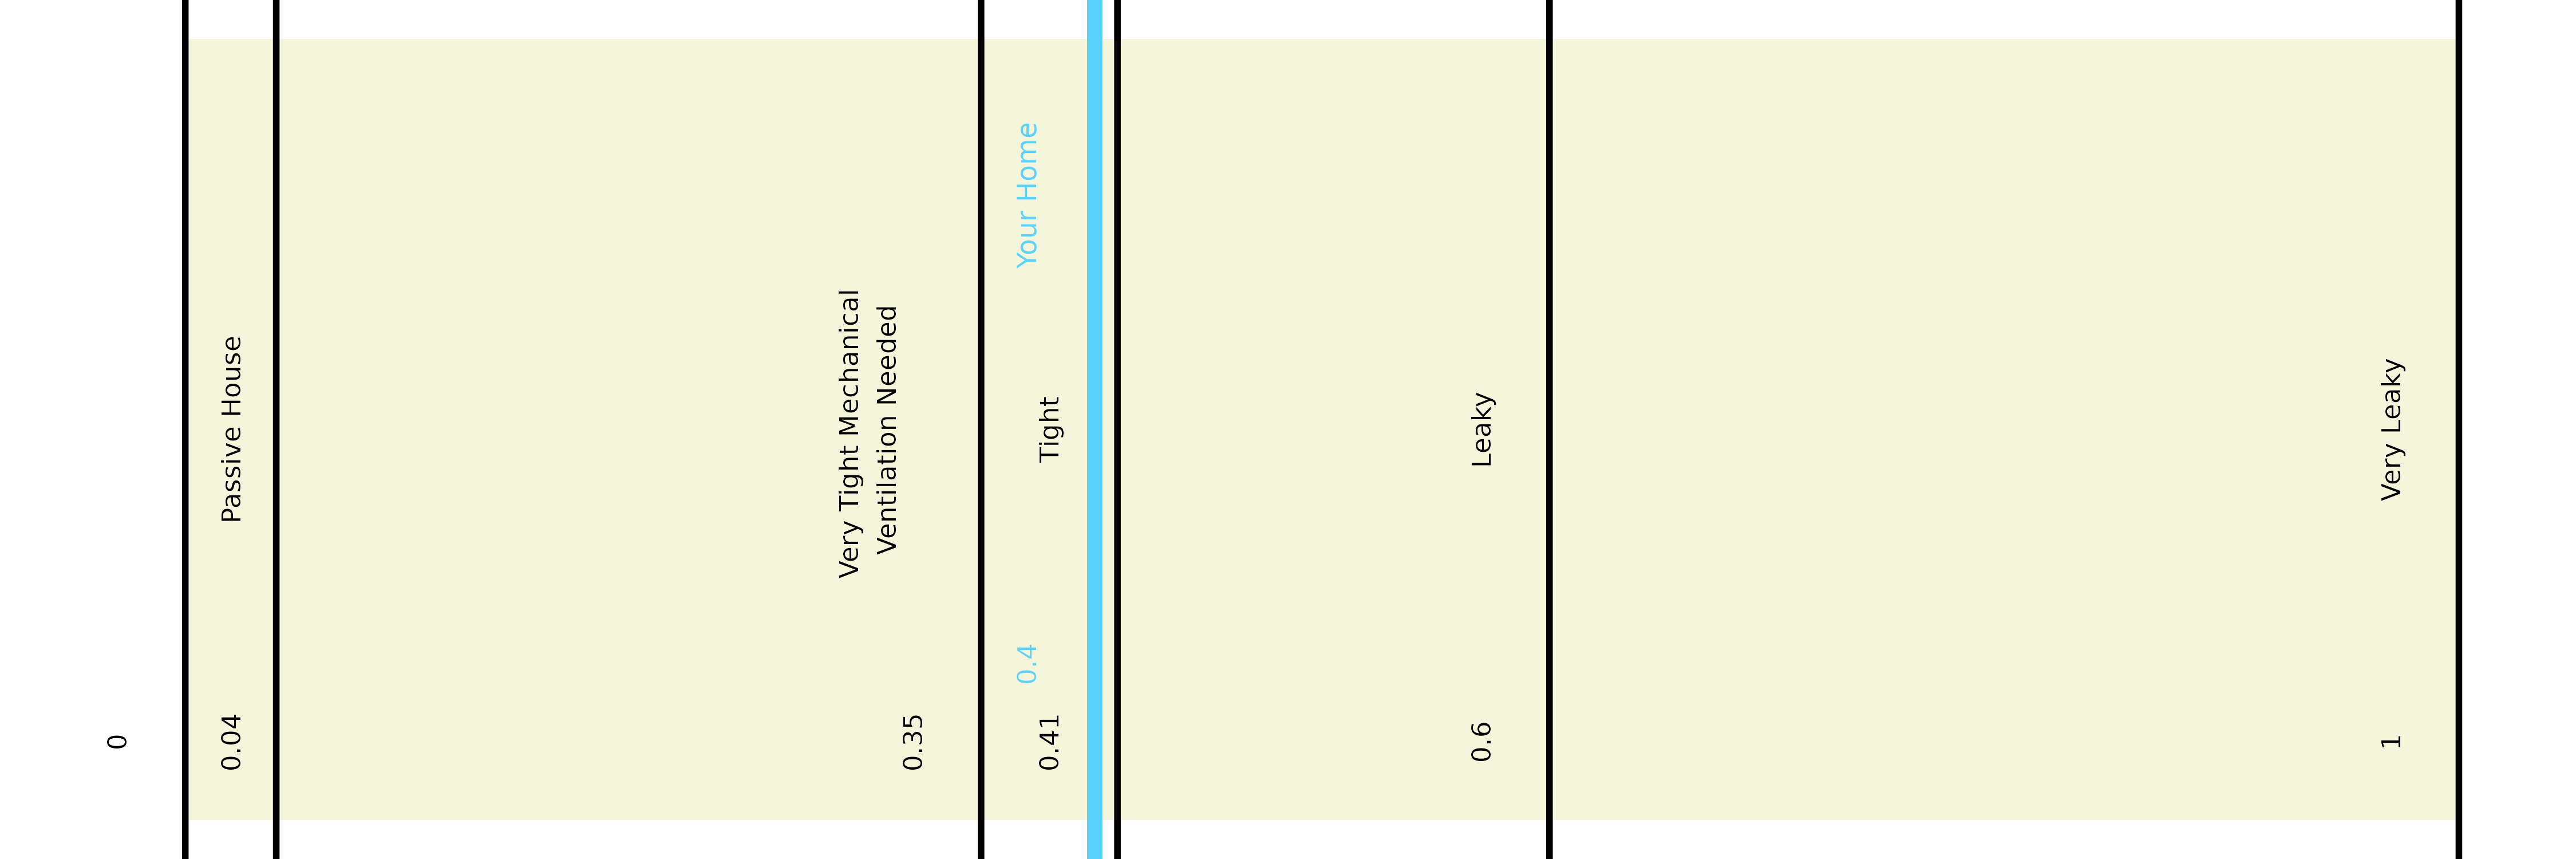 0
0.04
Passive House
0.35
Very Tight Mechanical
Ventilation Needed
0.4
Your Home
0.41
Tight
0.6
Leaky
1
Very Leaky